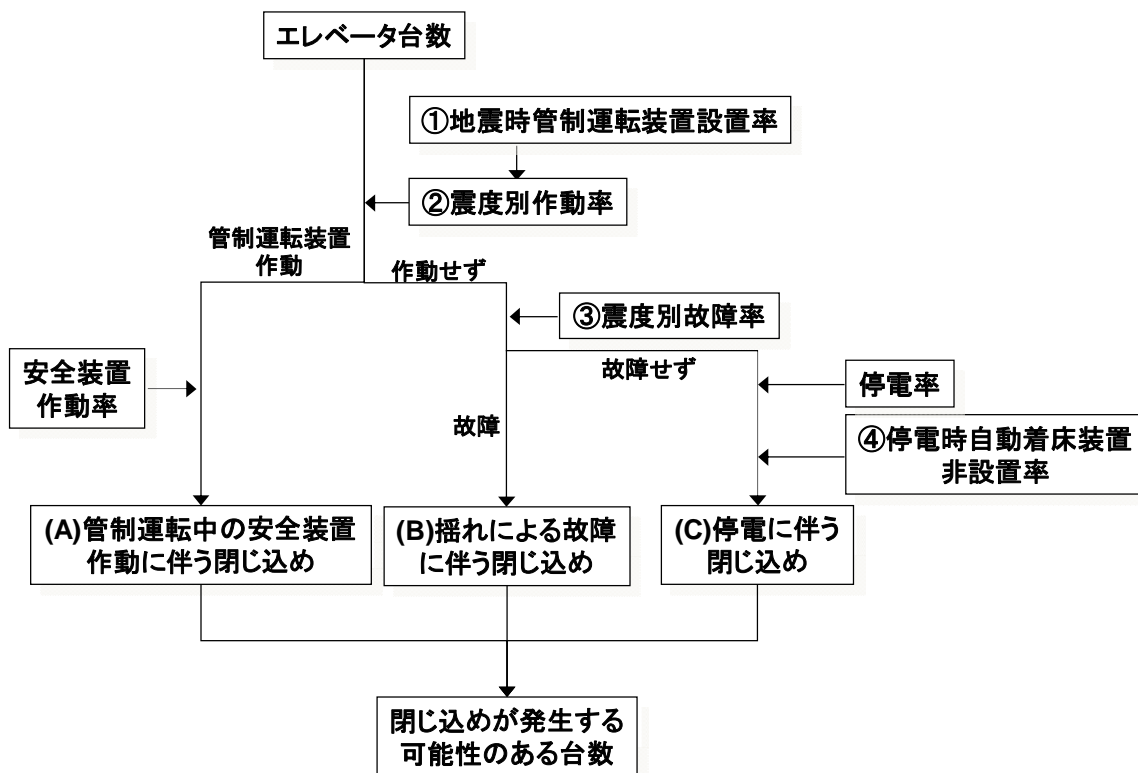 エレベータ台数
①地震時管制運転装置設置率
②震度別作動率
管制運転装置
作動
作動せず
③震度別故障率
故障せず
安全装置
作動率
停電率
故障
④停電時自動着床装置
非設置率
(A)管制運転中の安全装置
作動に伴う閉じ込め
(B)揺れによる故障
に伴う閉じ込め
(C)停電に伴う
閉じ込め
閉じ込めが発生する
可能性のある台数